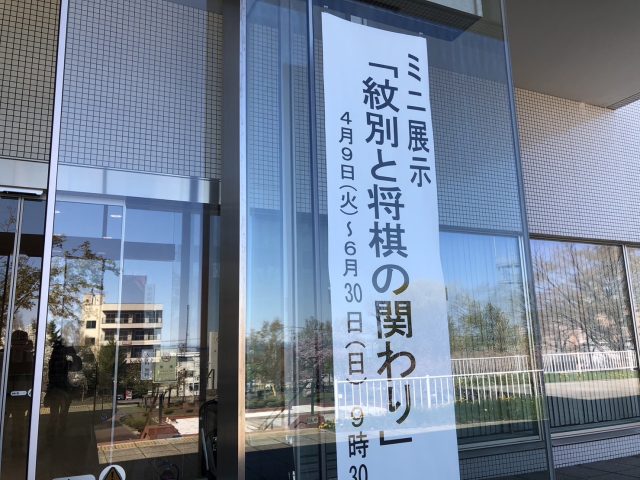 ミニ展示
「紋別と将棋の関わり」
４月９日(火)～６月30日(日) ９時30